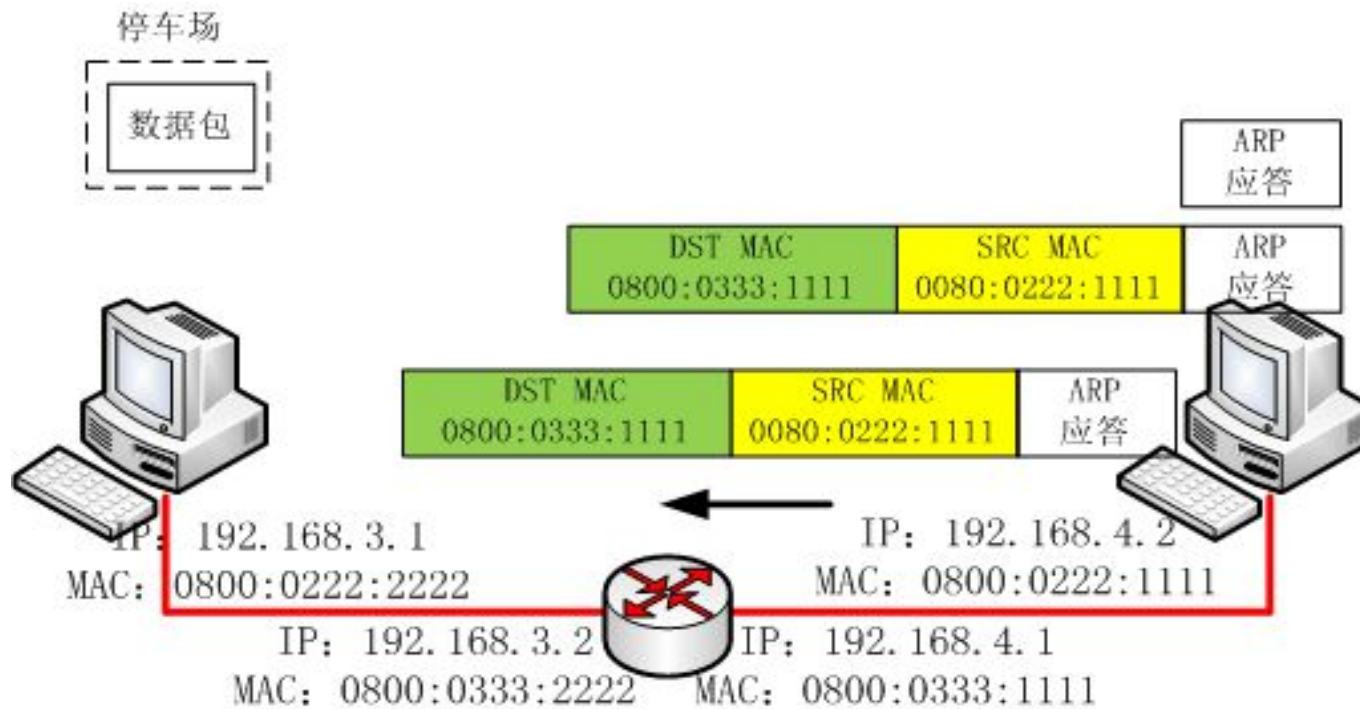 停车场
数据包
ARP
应答
DST MAC
0800:0333:1111
SRC MAC
0080:0222:1111
ARP
应答
DST MAC
0800:0333:1111
SRC MAC
0080:0222:1111
ARP
应答
IP: 192.168.3.1
MAC: 0800:0222:2222
IP: 192.168.4.2
MAC: 0800:0222:1111
IP: 192.168.3.2
MAC: 0800:0333:2222
IP: 192.168.4.1
MAC: 0800:0333:1111